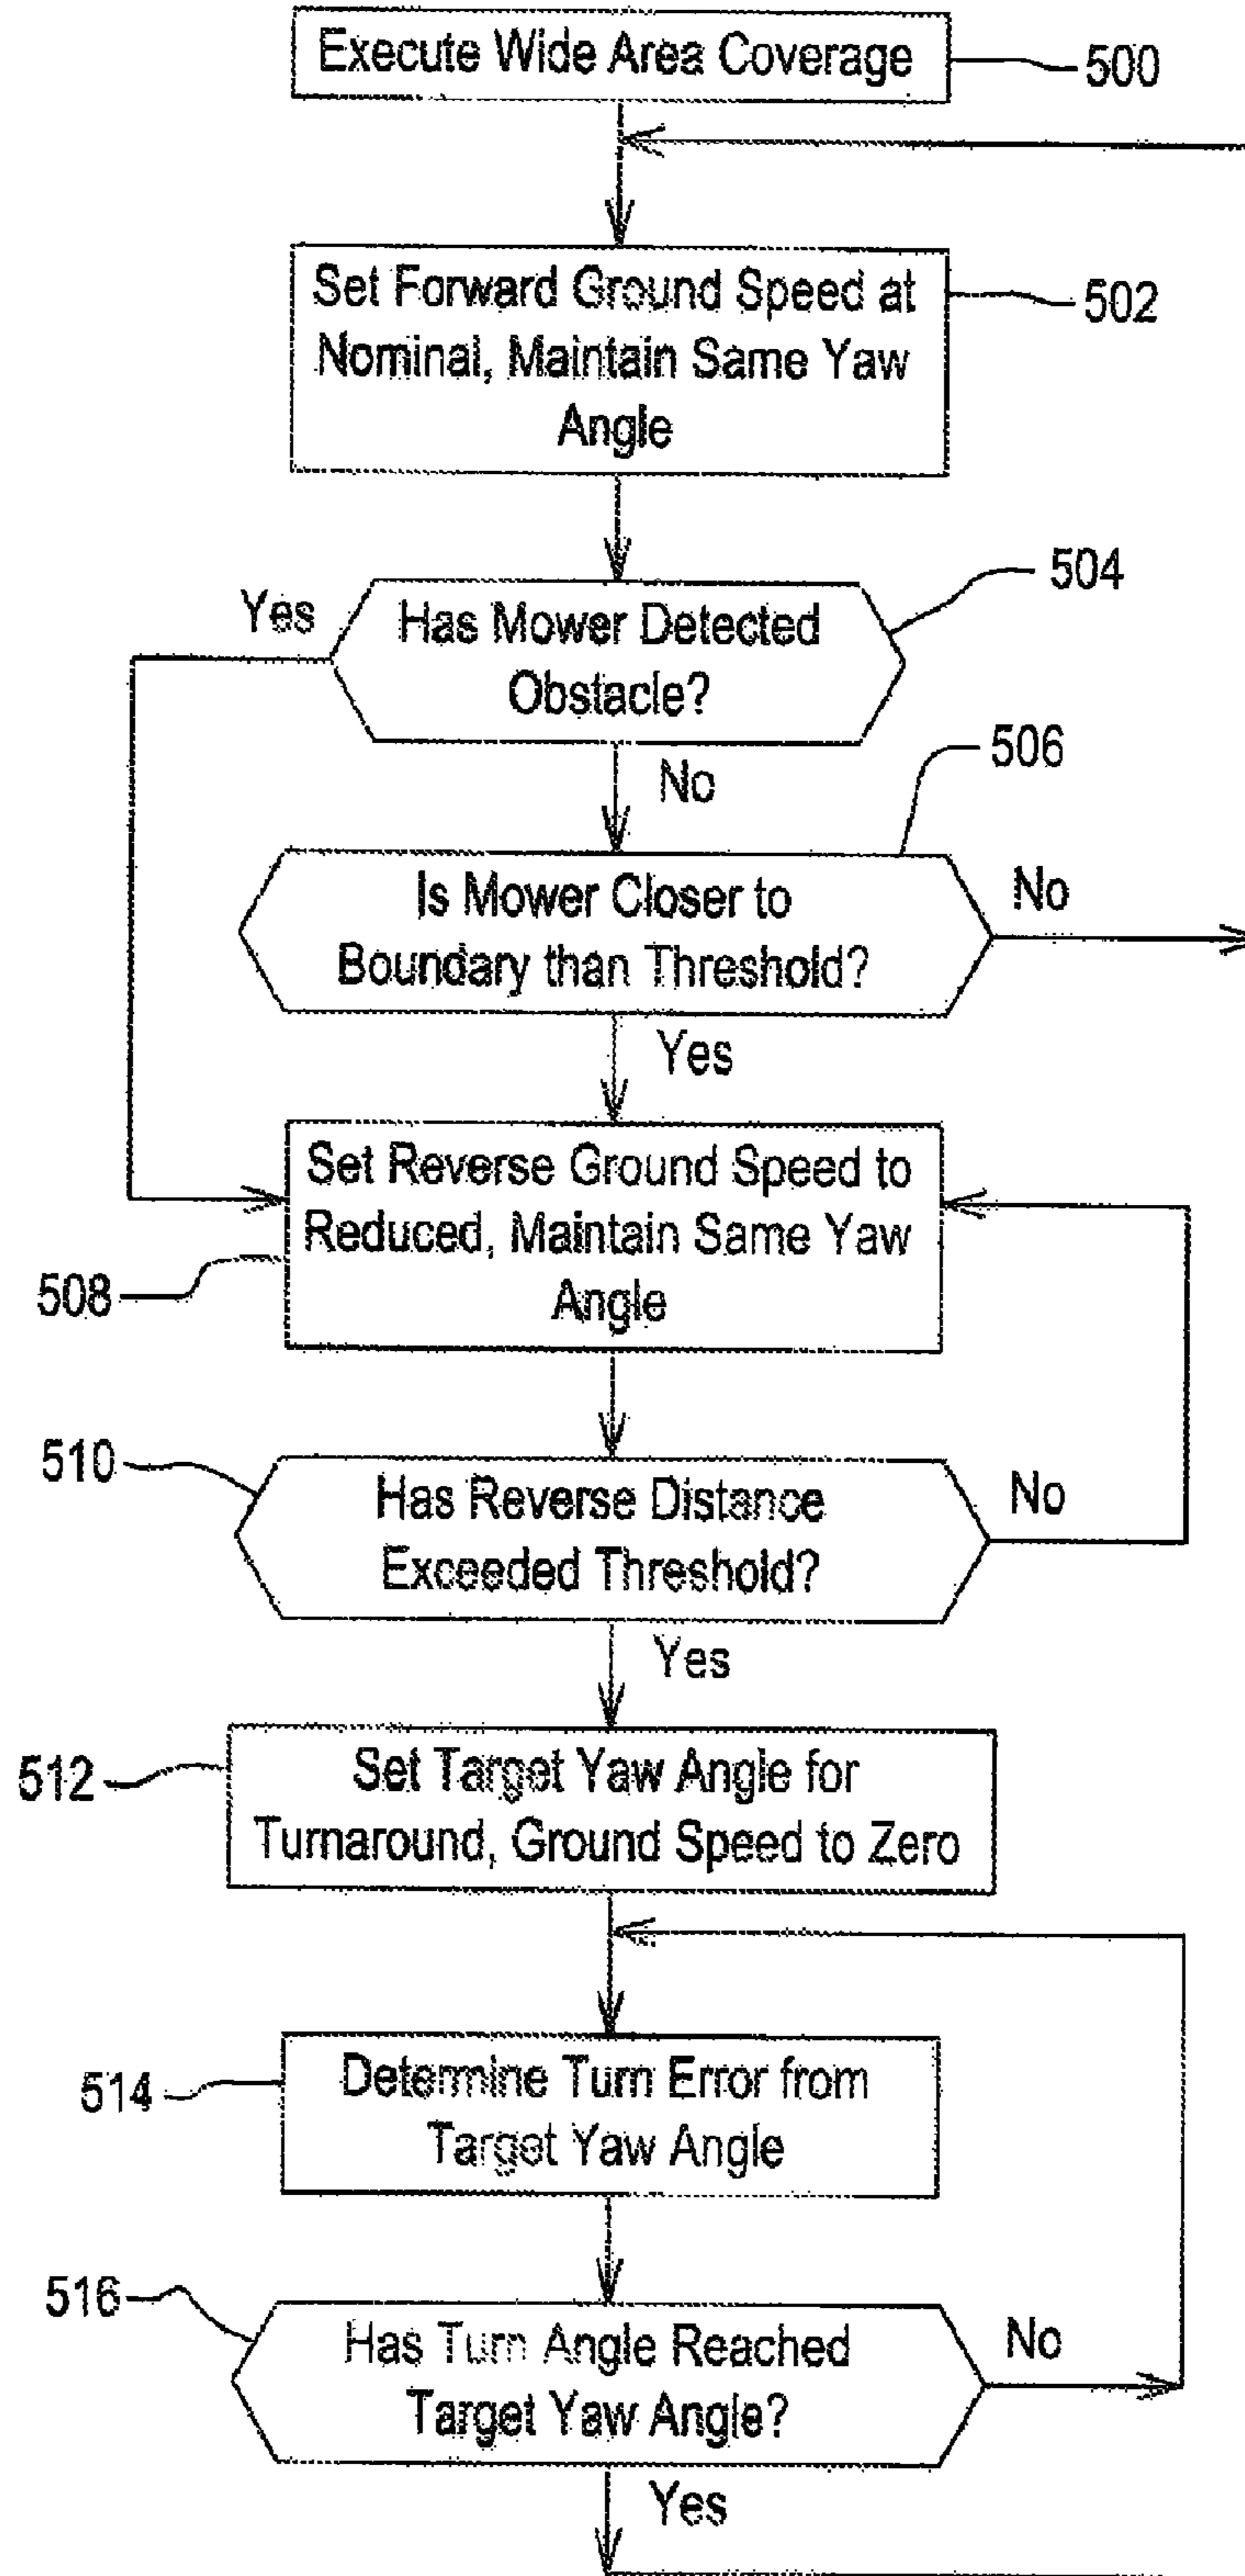 Execute Wide Area Coverage
500
Set Forward Ground Speed at
Nominal, Maintain Same Yaw
Angle
502
504
Yes
Has Mower Detected
Obstacle?
No
506
Is Mower Closer to
Boundary than Threshold?
No
Yes
Set Reverse Ground Speed to
Reduced, Maintain Same Yaw
Angle
508
510
Has Reverse Distance
Exceeded Threshold?
No
Yes
512
Set Target Yaw Angle for
Turnaround, Ground Speed to Zero
514
Determine Turn Error from
Target Yaw Angle
516
Has Turn Angle Reached
Target Yaw Angle?
No
Yes